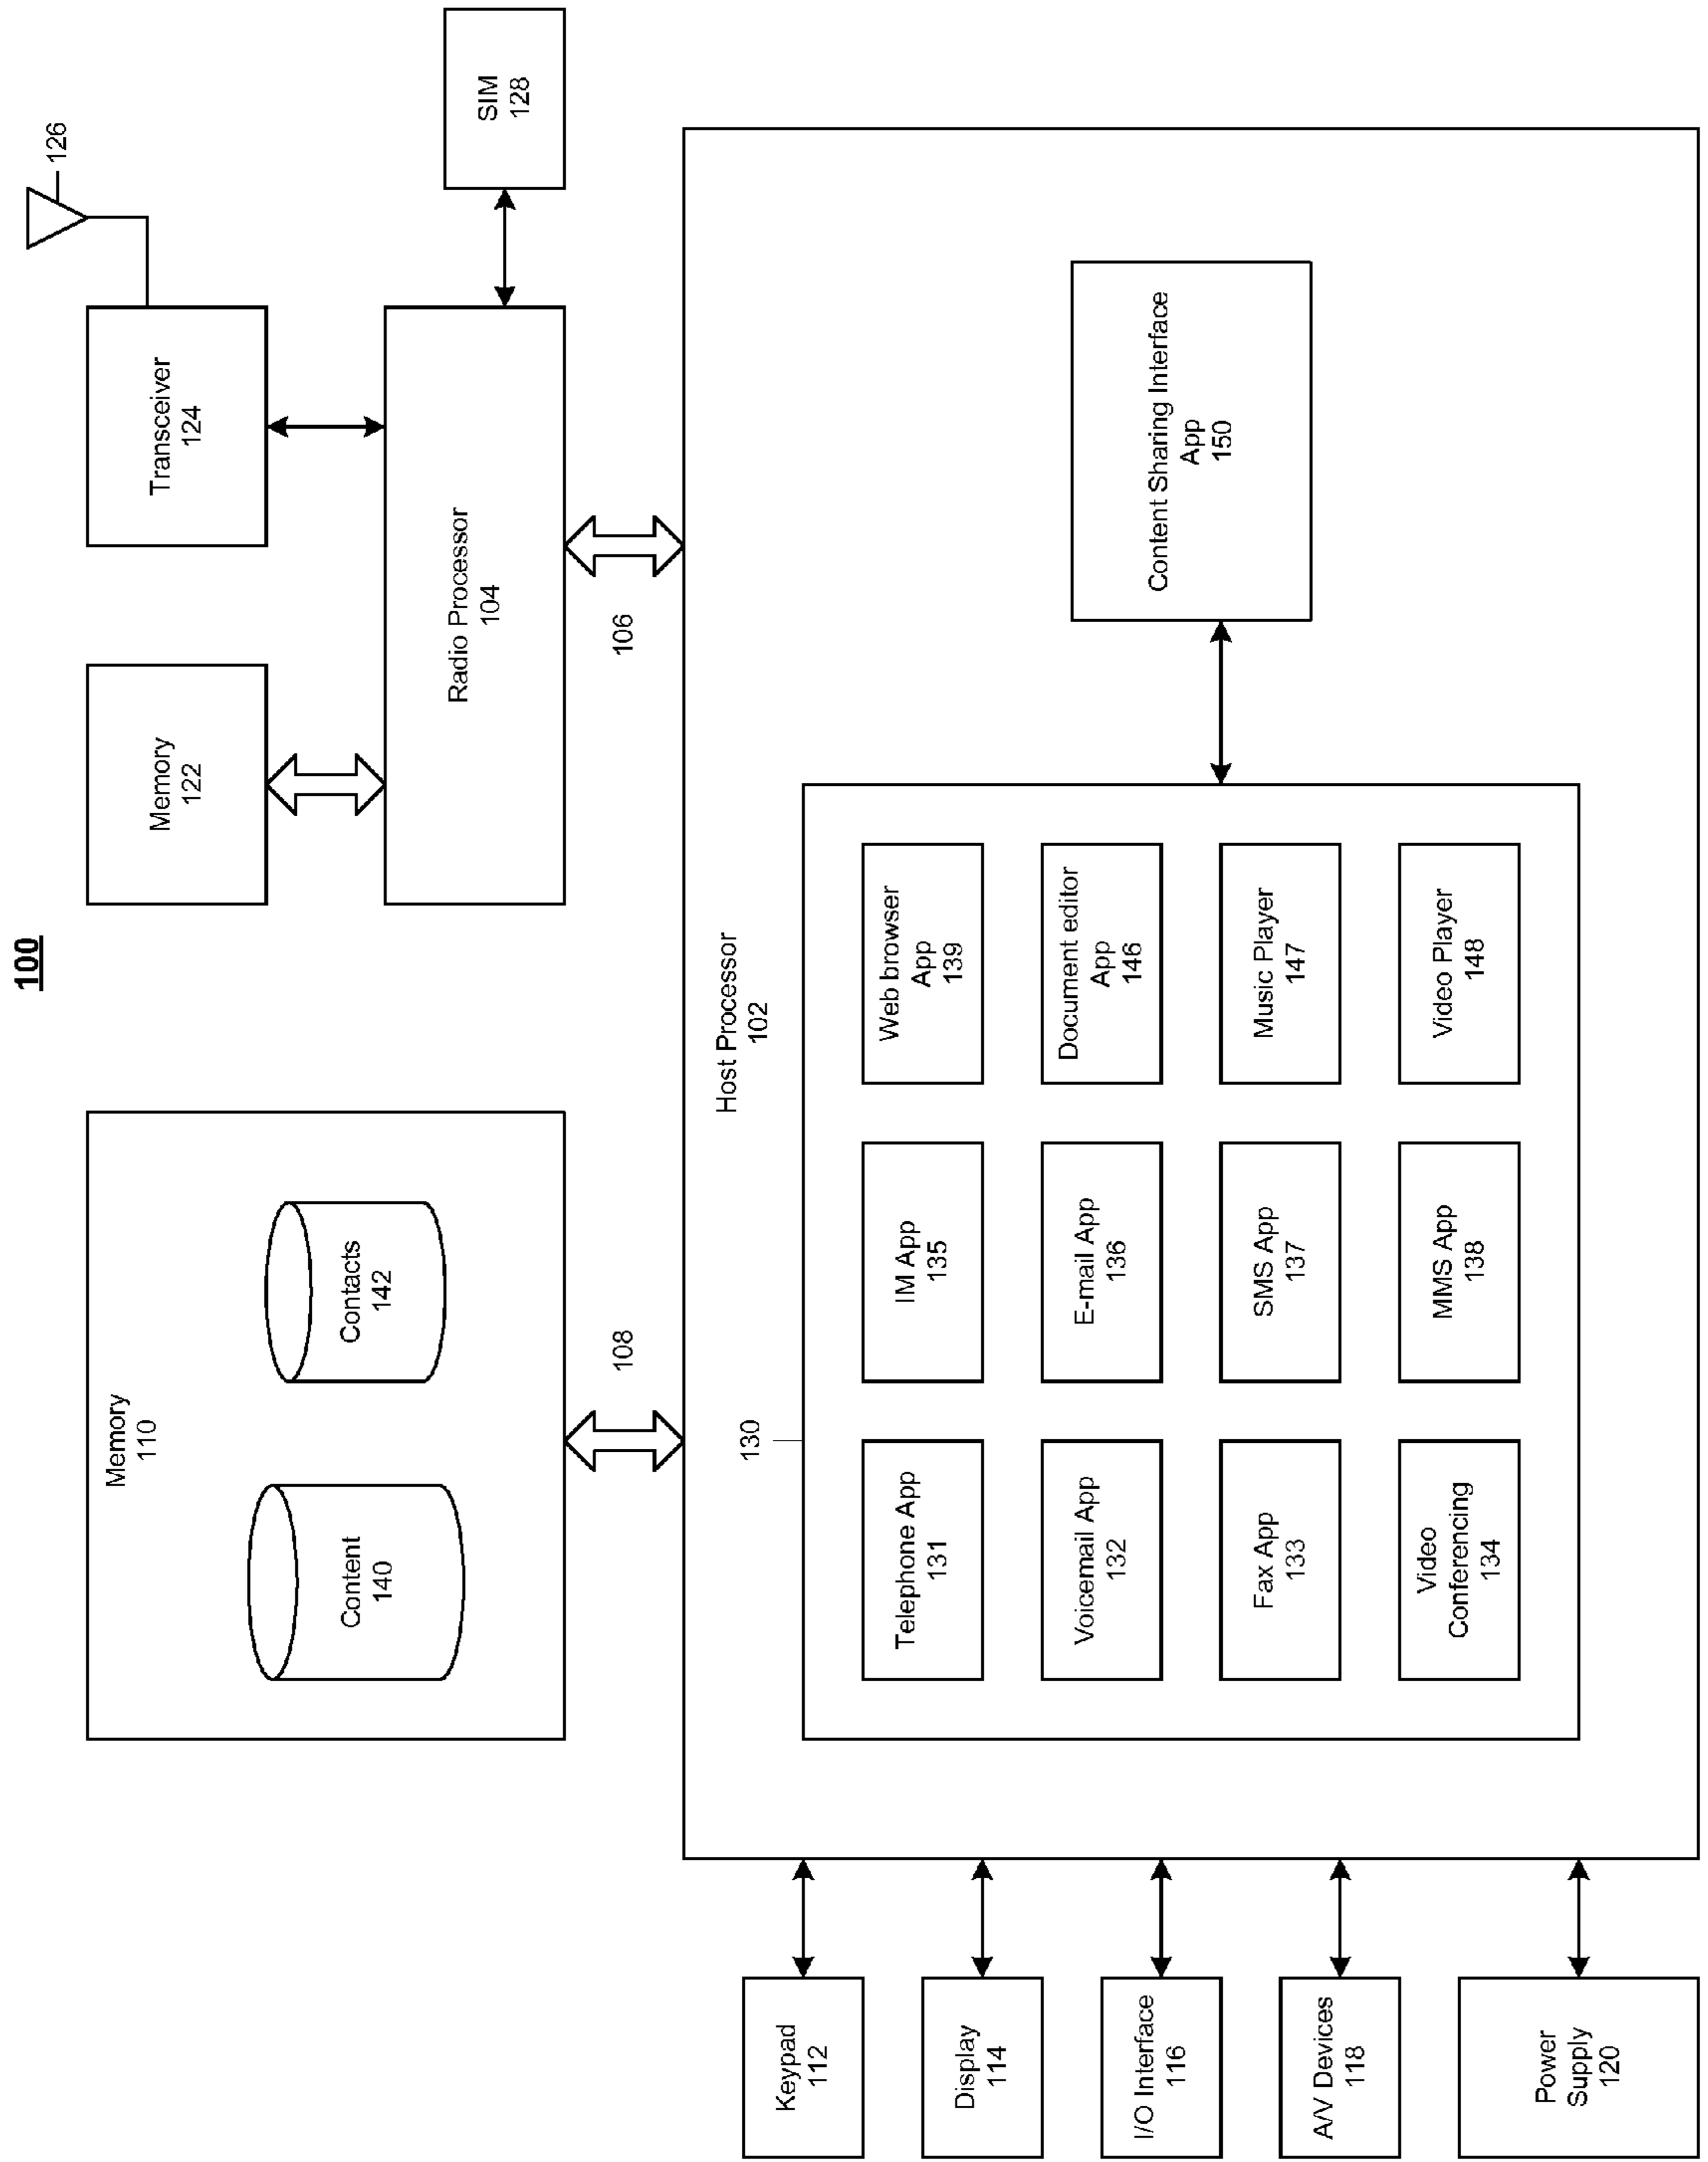 100
Memory
110
Content
140
Contacts
142
Memory
122
Transceiver
124
126
Radio Processor
104
SIM
128
108
106
Host Processor
102
130
Telephone App
131
IM App
135
Web browser
App
139
Voicemail App
132
E-mail App
136
Document editor
App
146
Fax App
133
SMS App
137
Music Player
147
Video
Conferencing
134
MMS App
138
Video Player
148
Content Sharing Interface
App
150
Keypad
112
Display
114
I/O Interface
116
A/V Devices
118
Power
Supply
120